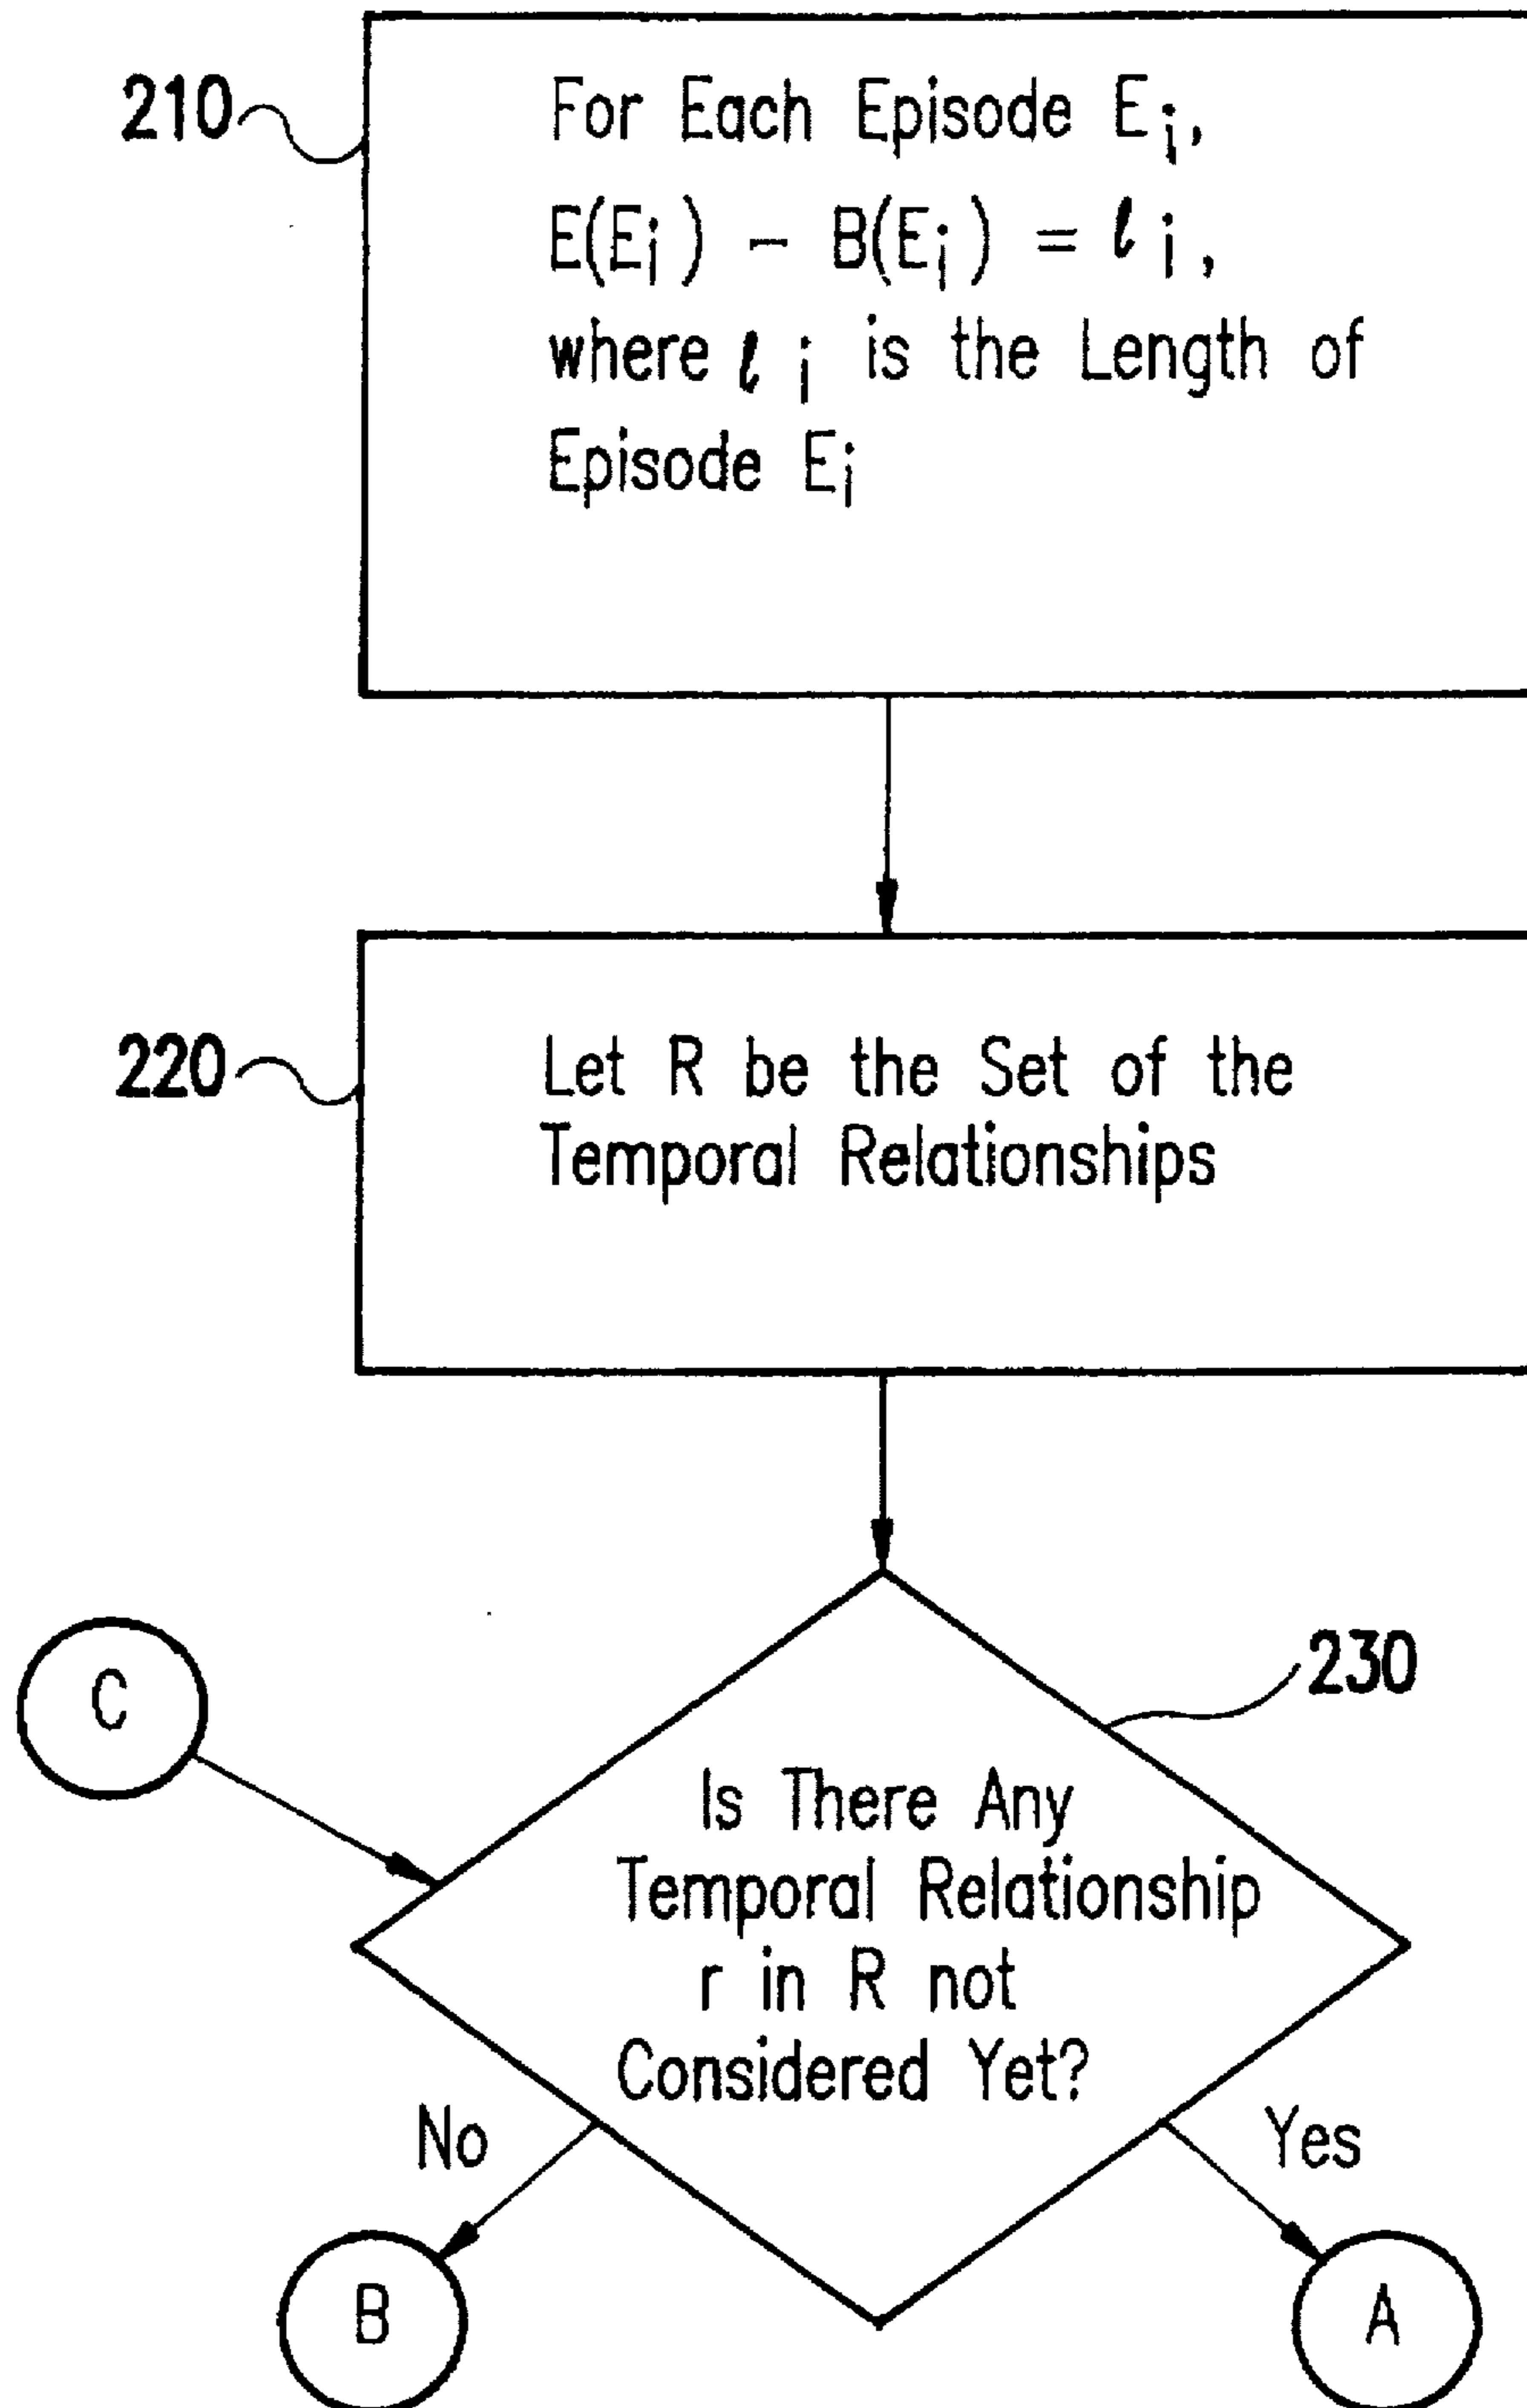 210
For Each Episode Ei,
E(Ei) - B(Ei) = ℓi,
where ℓi is the Length of
Episode Ei
220
Let R be the Set of the
Temporal Relationships
C
230
Is There Any
Temporal Relationship
r in R not
Considered Yet?
No
Yes
B
A